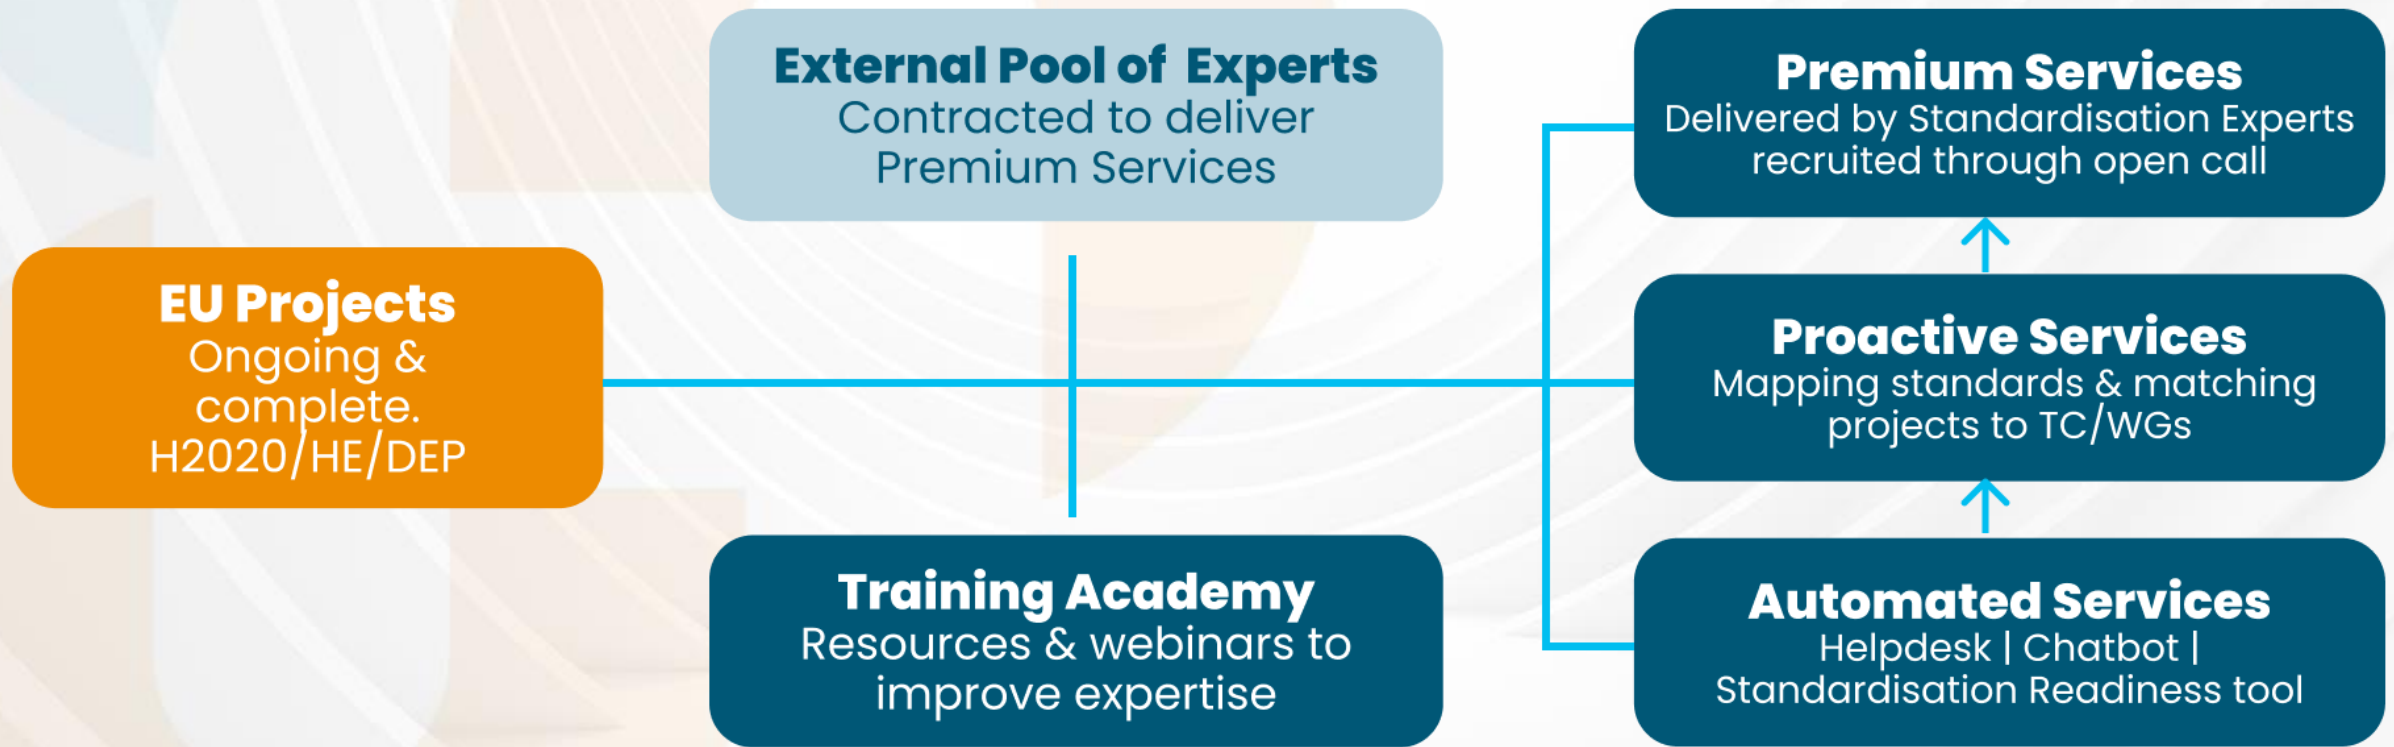 EU Projects
Ongoing &
complete.
H2020/HE/DEP
External Pool of Experts
Contracted to deliver
Premium Services
Training Academy
Resources & webinars to
improve expertise
Premium Services
Delivered by Standardisation Experts
recruited through open call
Proactive Services
Mapping standards & matching
projects to TC/WGs
Automated Services
Helpdesk | Chatbot |
Standardisation Readiness tool